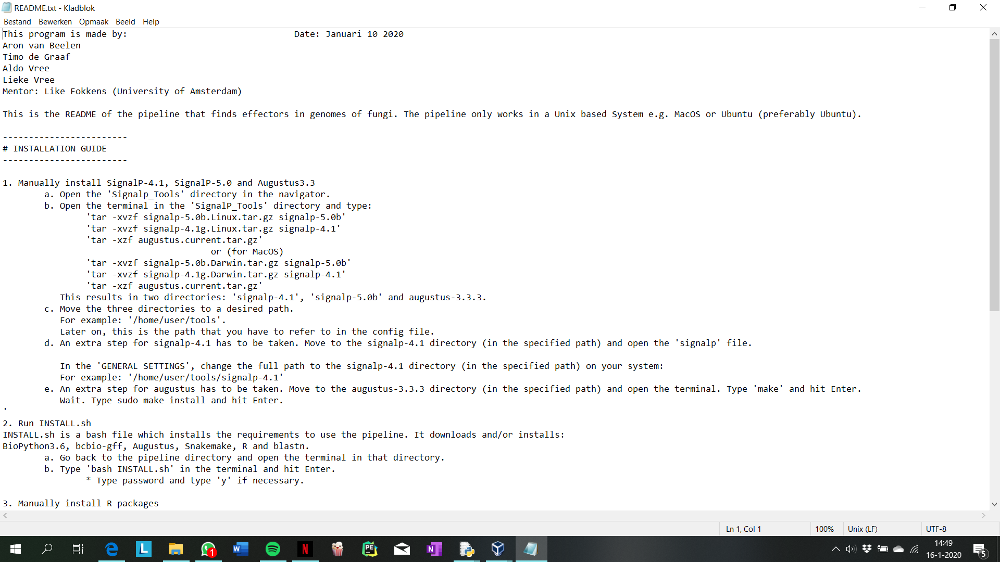 README.txt - Kladblok
Bestand Bewerken Opmaak Beeld Help
This program is made by: Date: Januari 10 2020
Aron van Beelen
Timo de Graaf
Aldo Vree
Lieke Vree
Mentor: Like Fokkens (University of Amsterdam)
This is the README of the pipeline that finds effectors in genomes of fungi. The pipeline only works in a Unix based System e.g. MacOS or Ubuntu (preferably Ubuntu).
------------------------
# INSTALLATION GUIDE
------------------------
1. Manually install SignalP-4.1, SignalP-5.0 and Augustus3.3
a. Open the 'Signalp_Tools' directory in the navigator.
b. Open the terminal in the 'SignalP_Tools' directory and type:
'tar -xvzf signalp-5.0b.Linux.tar.gz signalp-5.0b'
'tar -xvzf signalp-4.1g.Linux.tar.gz signalp-4.1'
'tar -xzf augustus.current.tar.gz'
or (for MacOS)
'tar -xvzf signalp-5.0b.Darwin.tar.gz signalp-5.0b'
'tar -xvzf signalp-4.1g.Darwin.tar.gz signalp-4.1'
'tar -xzf augustus.current.tar.gz'
This results in two directories: 'signalp-4.1', 'signalp-5.0b' and augustus-3.3.3.
c. Move the three directories to a desired path.
For example: '/home/user/tools'.
Later on, this is the path that you have to refer to in the config file.
d. An extra step for signalp-4.1 has to be taken. Move to the signalp-4.1 directory (in the specified path) and open the 'signalp' file.
In the 'GENERAL SETTINGS', change the full path to the signalp-4.1 directory (in the specified path) on your system:
For example: '/home/user/tools/signalp-4.1'
e. An extra step for augustus has to be taken. Move to the augustus-3.3.3 directory (in the specified path) and open the terminal. Type 'make' and hit Enter.
Wait. Type sudo make install and hit Enter.
'
2. Run INSTALL.sh
INSTALL.sh is a bash file which installs the requirements to use the pipeline. It downloads and/or installs:
BioPython3.6, bcbio-gff, Augustus, Snakemake, R and blastn.
a. Go back to the pipeline directory and open the terminal in that directory.
b. Type 'bash INSTALL.sh' in the terminal and hit Enter.
* Type password and type 'y' if necessary.
3. Manually install R packages
Ln 1, Col 1 100% Unix (LF) UTF-8
14:49
16-1-2020